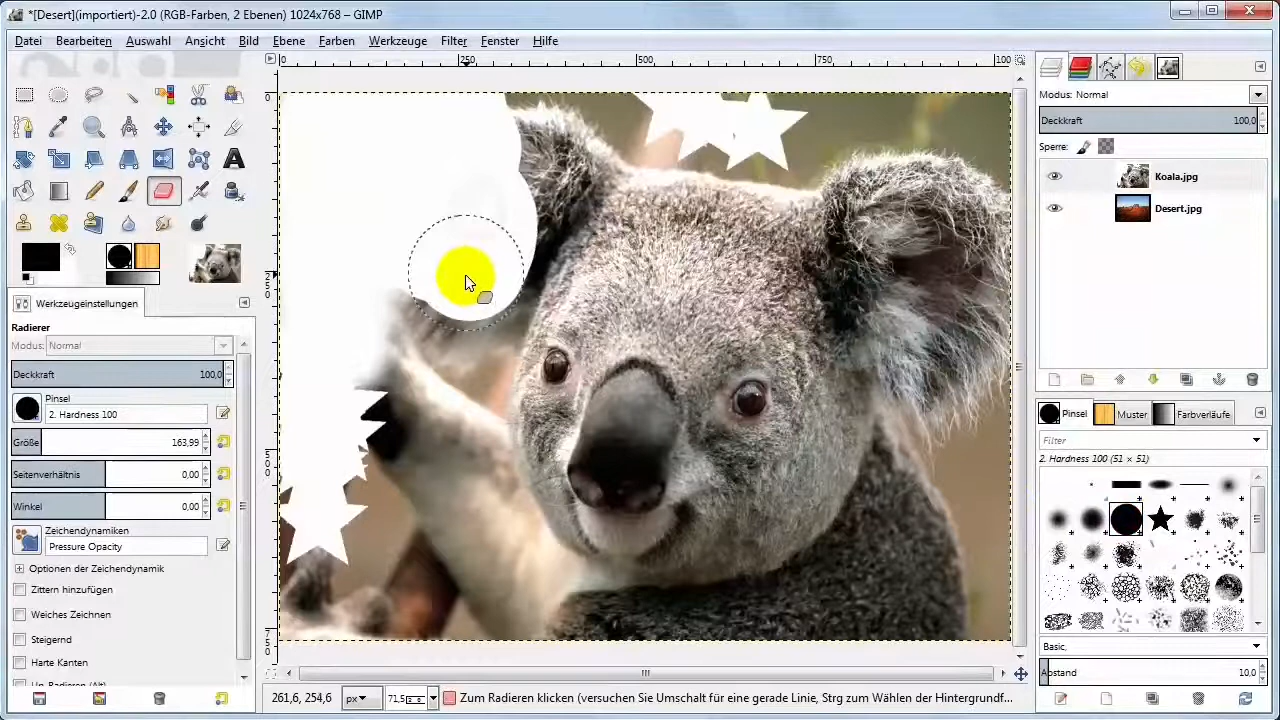 *[Desert](importiert)-2.0 (RGB-Farben, 2 Ebenen) 1024x768 – GIMP
Datei Bearbeiten Auswahl Ansicht Bild Ebene Farben Werkzeuge Filter Fenster Hilfe
0 250 500 750 100
0
250
500
750
Werkzeugeinstellungen
Radierer
Modus: Normal
Deckkraft 100,0
Pinsel
2. Hardness 100
Größe 163,99
Seitenverhältnis 0,00
Winkel 0,00
Zeichendynamiken
Pressure Opacity
Optionen der Zeichendynamik
Zittern hinzufügen
Weiches Zeichnen
Steigernd
Harte Kanten
261,6, 254,6 px 71,5 Zum Radieren klicken (versuchen Sie Umschalt für eine gerade Linie, Strg zum Wählen der Hintergrundf...
Modus: Normal
Deckkraft 100,0
Sperre:
Koala.jpg
Desert.jpg
Pinsel Muster Farbverläufe
Filter
2. Hardness 100 (51 × 51)
Basic,
Abstand 10,0